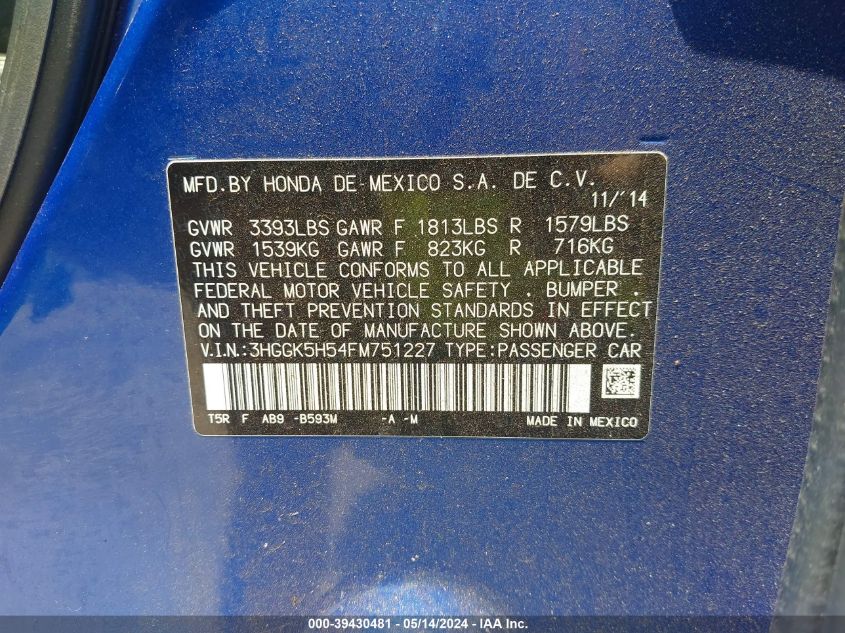 MFD.BY HONDA DE MEXICO S.A. DE C.V.
11/'14
GVWR 3393LBS GAWR F 1813LBS R 1579LBS
GVWR 1539KG GAWR F 823KG R 716KG
THIS VEHICLE CONFORMS TO ALL APPLICABLE
FEDERAL MOTOR VEHICLE SAFETY , BUMPER ,
AND THEFT PREVENTION STANDARDS IN EFFECT
ON THE DATE OF MANUFACTURE SHOWN ABOVE.
V.I.N.:3HGGK5H54FM751227 TYPE:PASSENGER CAR
T5R F AB9 -B593M -A -M MADE IN MEXICO
000-39430481 - 05/14/2024 - IAA Inc.